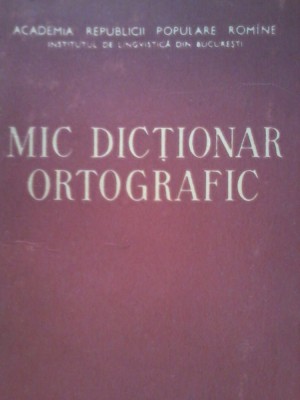 ACADEMIA REPUBLICII POPULARE ROMÎNE
INSTITUTUL DE LINGVISTICĂ DIN BUCUREȘTI
MIC DICȚIONAR
ORTOGRAFIC